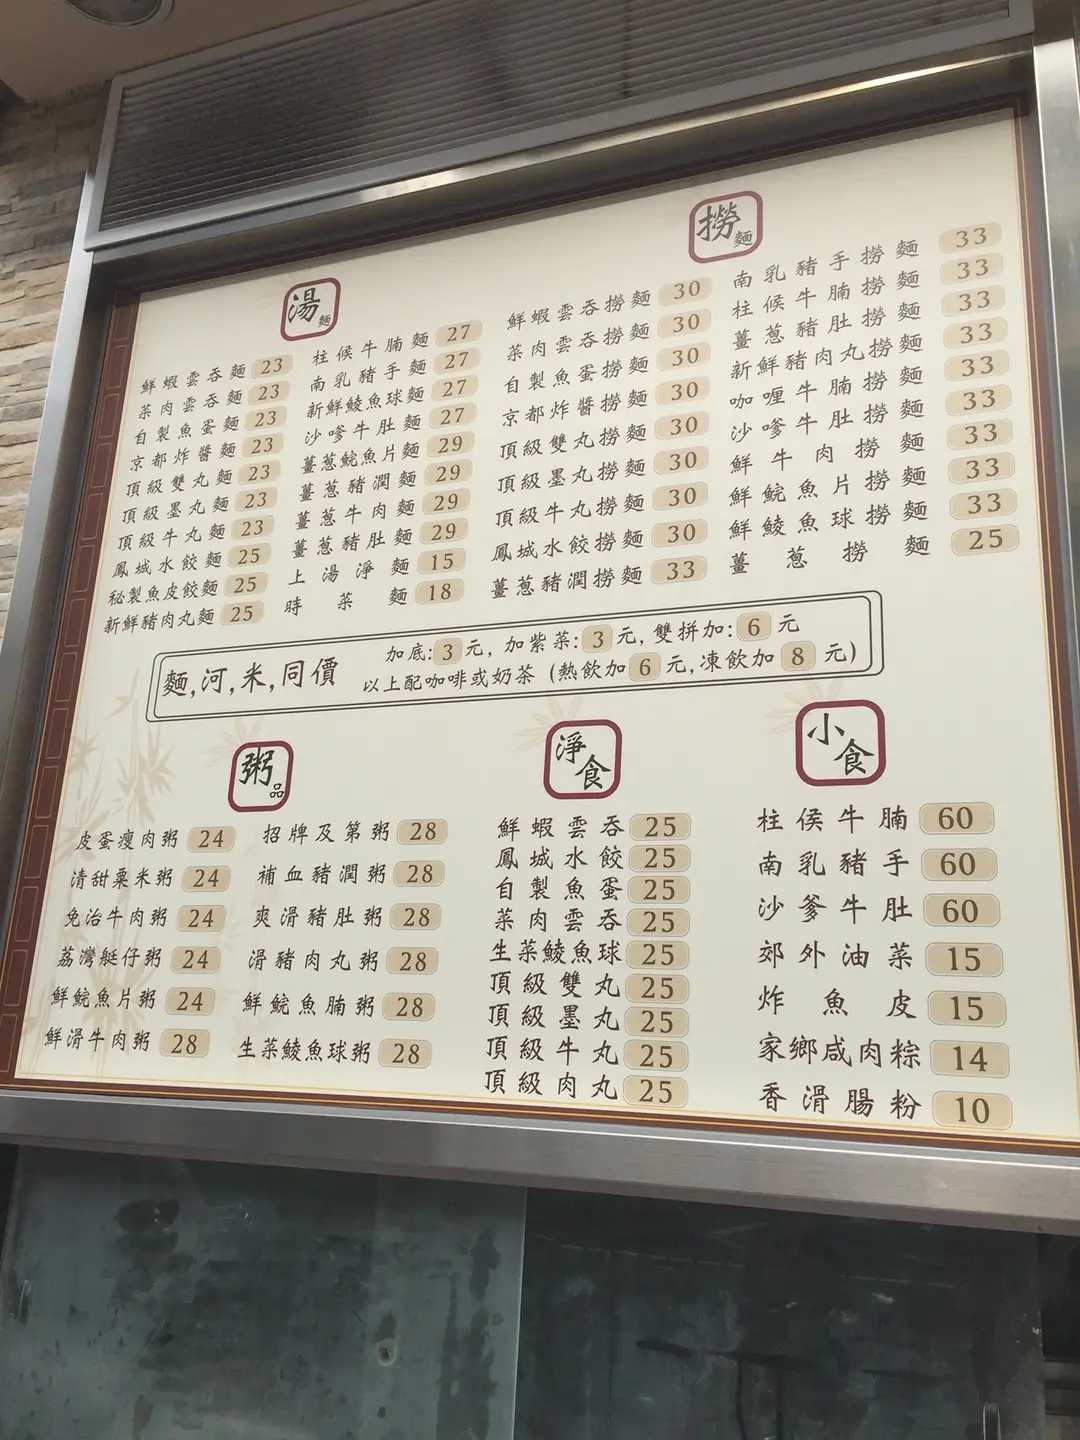 湯麵
鮮蝦雲吞麵 23
菜肉雲吞麵 23
自製魚蛋麵 23
京都炸醬麵 23
頂級雙丸麵 23
頂級墨丸麵 23
頂級牛丸麵 23
鳳城水餃麵 25
秘製魚皮餃麵 25
新鮮豬肉丸麵 25
柱侯牛腩麵 27
南乳豬手麵 27
新鮮鯪魚球麵 27
沙嗲牛肚麵 27
薑蔥鯇魚片麵 29
薑蔥豬潤麵 29
薑蔥牛肉麵 29
薑蔥豬肚麵 29
上湯淨麵 15
時菜麵 18
撈麵
鮮蝦雲吞撈麵 30
菜肉雲吞撈麵 30
自製魚蛋撈麵 30
京都炸醬撈麵 30
頂級雙丸撈麵 30
頂級墨丸撈麵 30
頂級牛丸撈麵 30
鳳城水餃撈麵 30
薑蔥豬潤撈麵 33
南乳豬手撈麵 33
柱侯牛腩撈麵 33
薑蔥豬肚撈麵 33
新鮮豬肉丸撈麵 33
咖喱牛腩撈麵 33
沙嗲牛肚撈麵 33
鮮牛肉撈麵 33
鮮鯇魚片撈麵 33
鮮鯪魚球撈麵 33
薑蔥撈麵 25
麵,河,米,同價
加底:3元, 加紫菜:3元, 雙拼加:6元
以上配咖啡或奶茶 (熱飲加6元,凍飲加8元)
粥品
皮蛋瘦肉粥 24
清甜粟米粥 24
免治牛肉粥 24
荔灣艇仔粥 24
鮮鯇魚片粥 24
鮮滑牛肉粥 28
招牌及第粥 28
補血豬潤粥 28
爽滑豬肚粥 28
滑豬肉丸粥 28
鮮鯇魚腩粥 28
生菜鯪魚球粥 28
淨食
鮮蝦雲吞 25
鳳城水餃 25
自製魚蛋 25
菜肉雲吞 25
生菜鯪魚球 25
頂級雙丸 25
頂級墨丸 25
頂級牛丸 25
頂級肉丸 25
小食
柱侯牛腩 60
南乳豬手 60
沙爹牛肚 60
郊外油菜 15
炸魚皮 15
家鄉咸肉粽 14
香滑腸粉 10